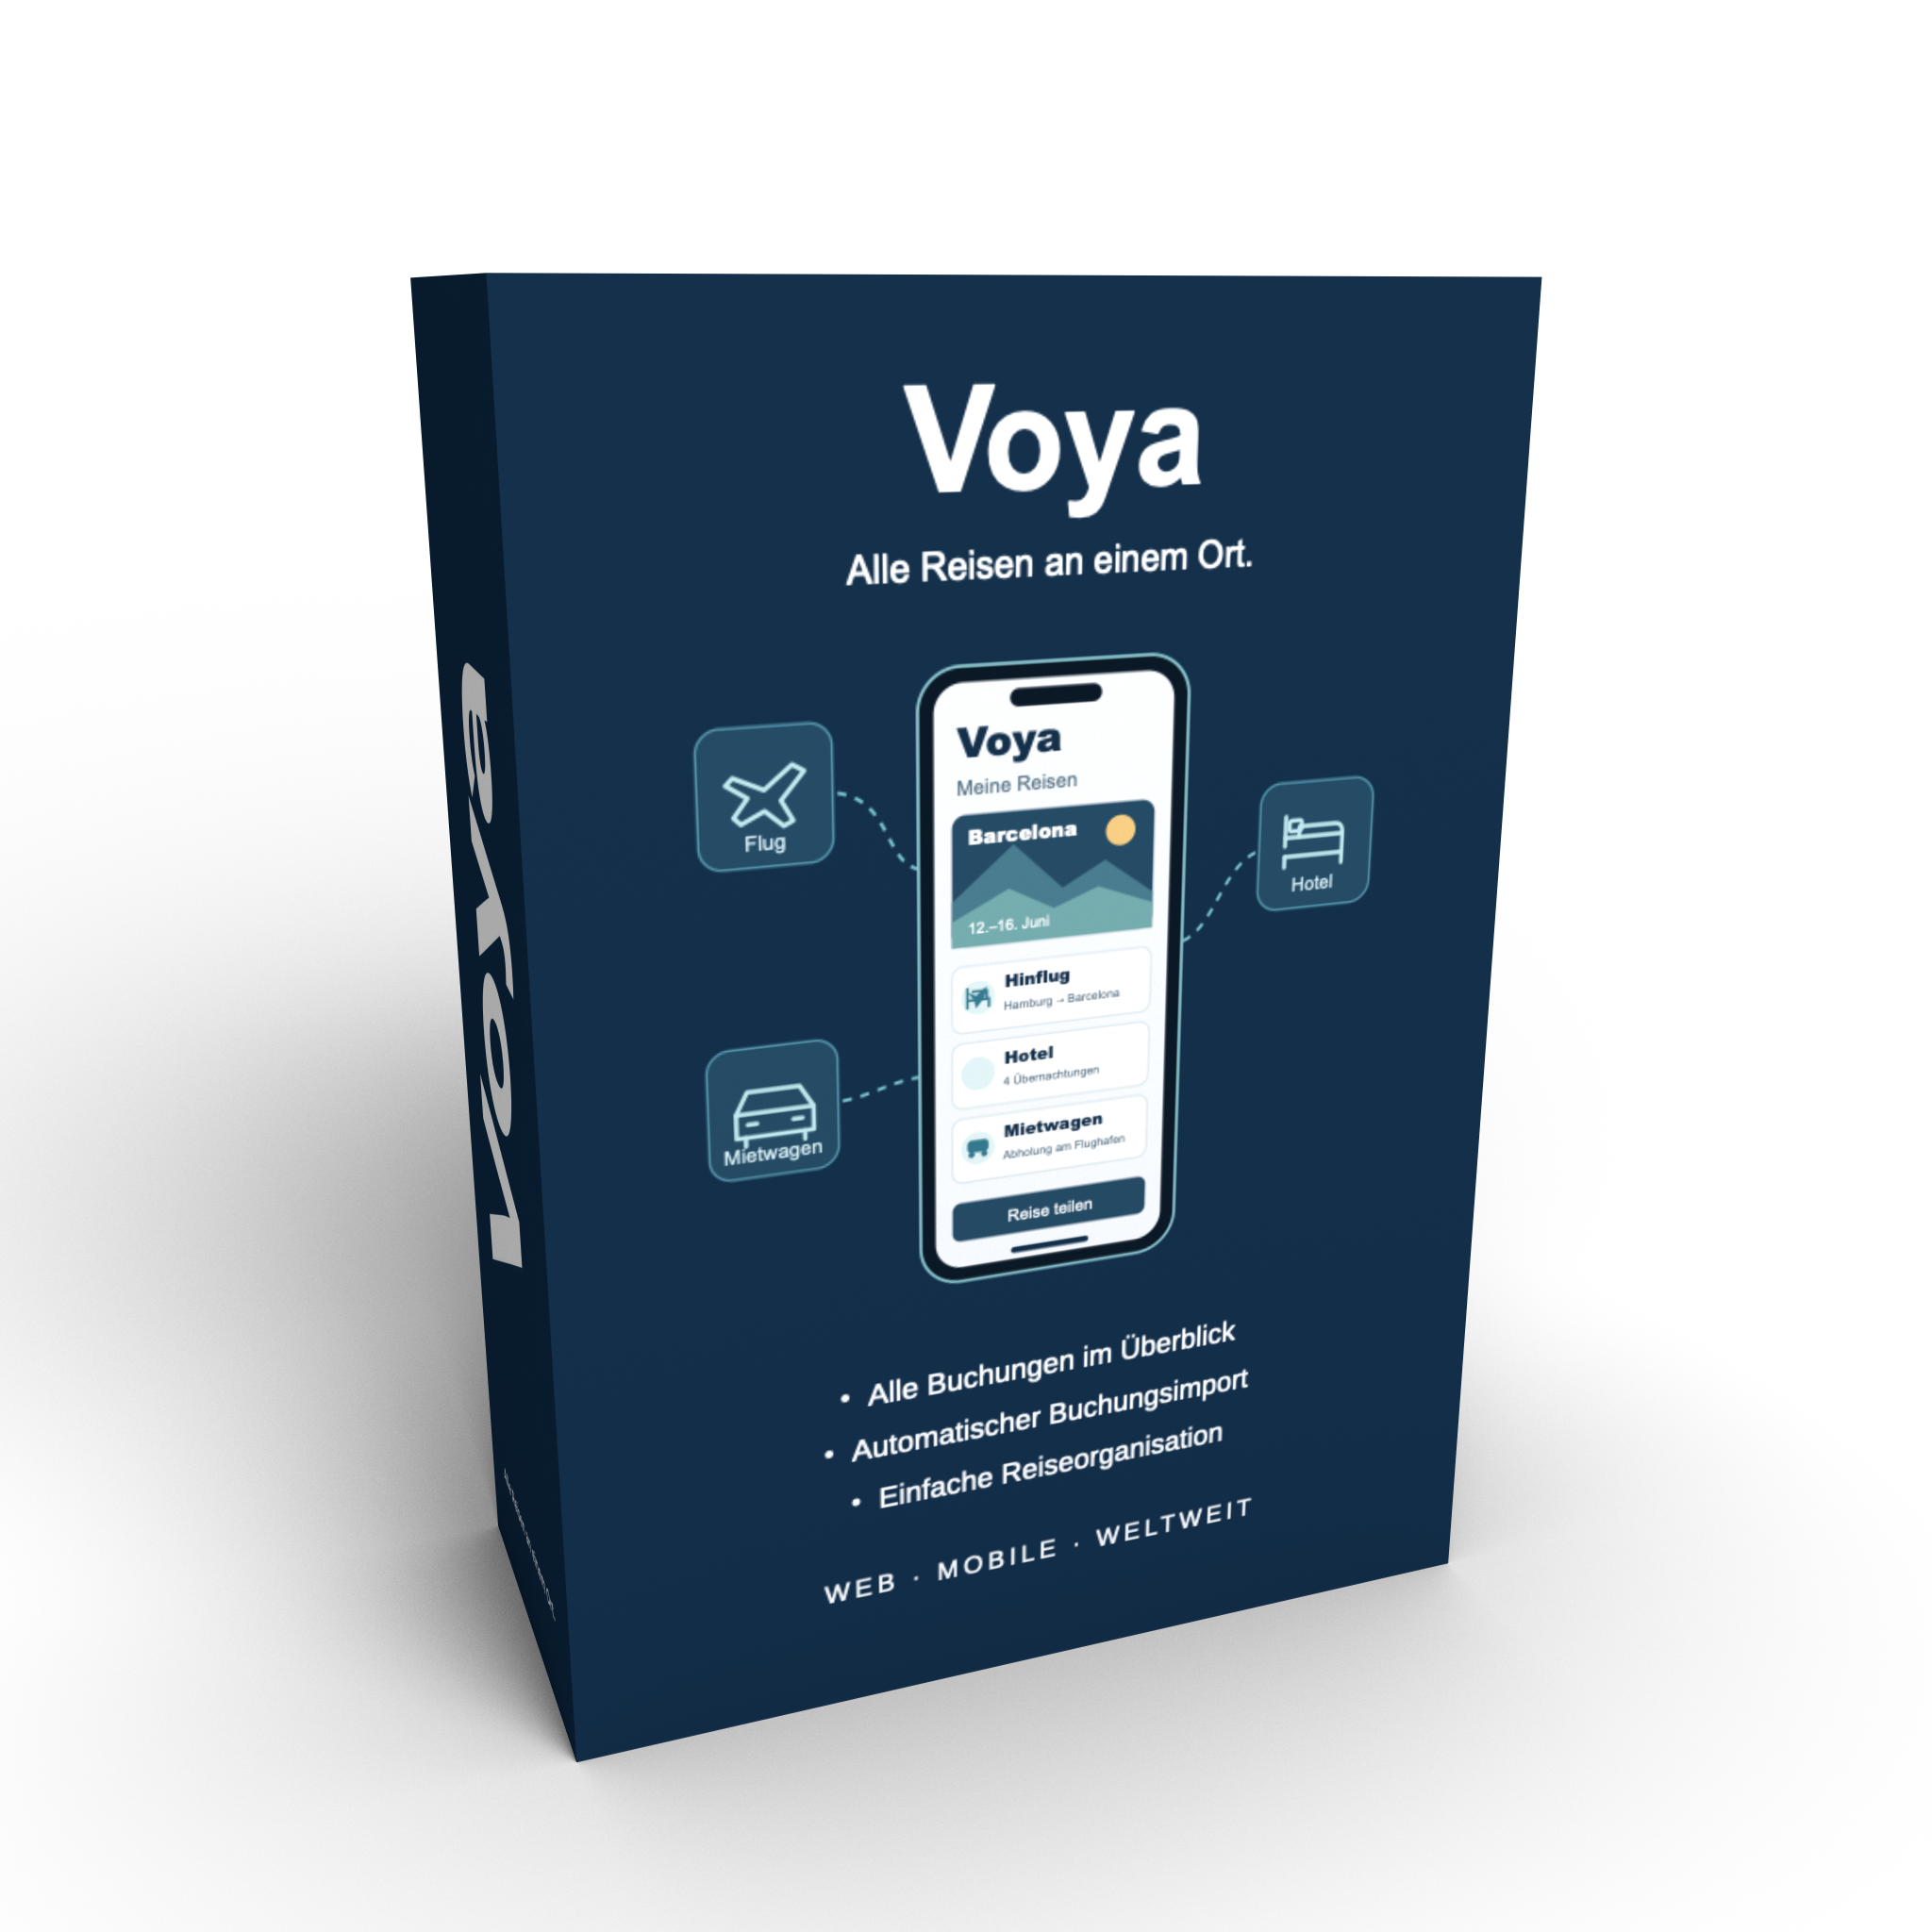 Voya
Alle Reisen an einem Ort.
Voya
Meine Reisen
Barcelona
12.–16. Juni
Hinflug
Hamburg → Barcelona
Hotel
4 Übernachtungen
Mietwagen
Abholung am Flughafen
Reise teilen
Flug
Mietwagen
Hotel
• Alle Buchungen im Überblick
• Automatischer Buchungsimport
• Einfache Reiseorganisation
WEB · MOBILE · WELTWEIT
Voya